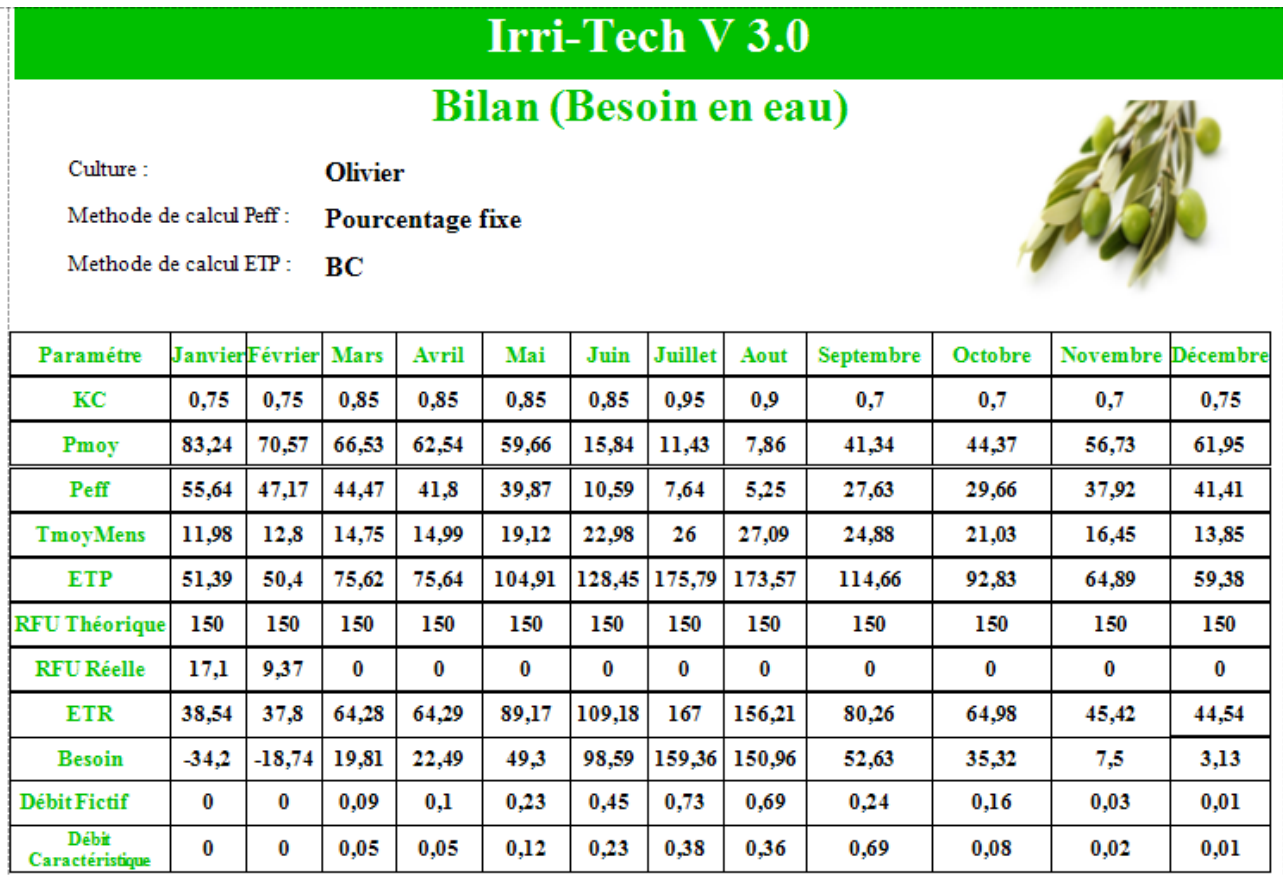 Irri-Tech V 3.0
Bilan (Besoin en eau)
Culture : Olivier
Methode de calcul Peff : Pourcentage fixe
Methode de calcul ETP : BC
Paramétre Janvier Février Mars Avril Mai Juin Juillet Aout Septembre Octobre Novembre Décembre
KC 0,75 0,75 0,85 0,85 0,85 0,85 0,95 0,9 0,7 0,7 0,7 0,75
Pmoy 83,24 70,57 66,53 62,54 59,66 15,84 11,43 7,86 41,34 44,37 56,73 61,95
Peff 55,64 47,17 44,47 41,8 39,87 10,59 7,64 5,25 27,63 29,66 37,92 41,41
TmoyMens 11,98 12,8 14,75 14,99 19,12 22,98 26 27,09 24,88 21,03 16,45 13,85
ETP 51,39 50,4 75,62 75,64 104,91 128,45 175,79 173,57 114,66 92,83 64,89 59,38
RFU Théorique 150 150 150 150 150 150 150 150 150 150 150 150
RFU Réelle 17,1 9,37 0 0 0 0 0 0 0 0 0 0
ETR 38,54 37,8 64,28 64,29 89,17 109,18 167 156,21 80,26 64,98 45,42 44,54
Besoin -34,2 -18,74 19,81 22,49 49,3 98,59 159,36 150,96 52,63 35,32 7,5 3,13
Débit Fictif 0 0 0,09 0,1 0,23 0,45 0,73 0,69 0,24 0,16 0,03 0,01
Débit
Caractéristique 0 0 0,05 0,05 0,12 0,23 0,38 0,36 0,69 0,08 0,02 0,01